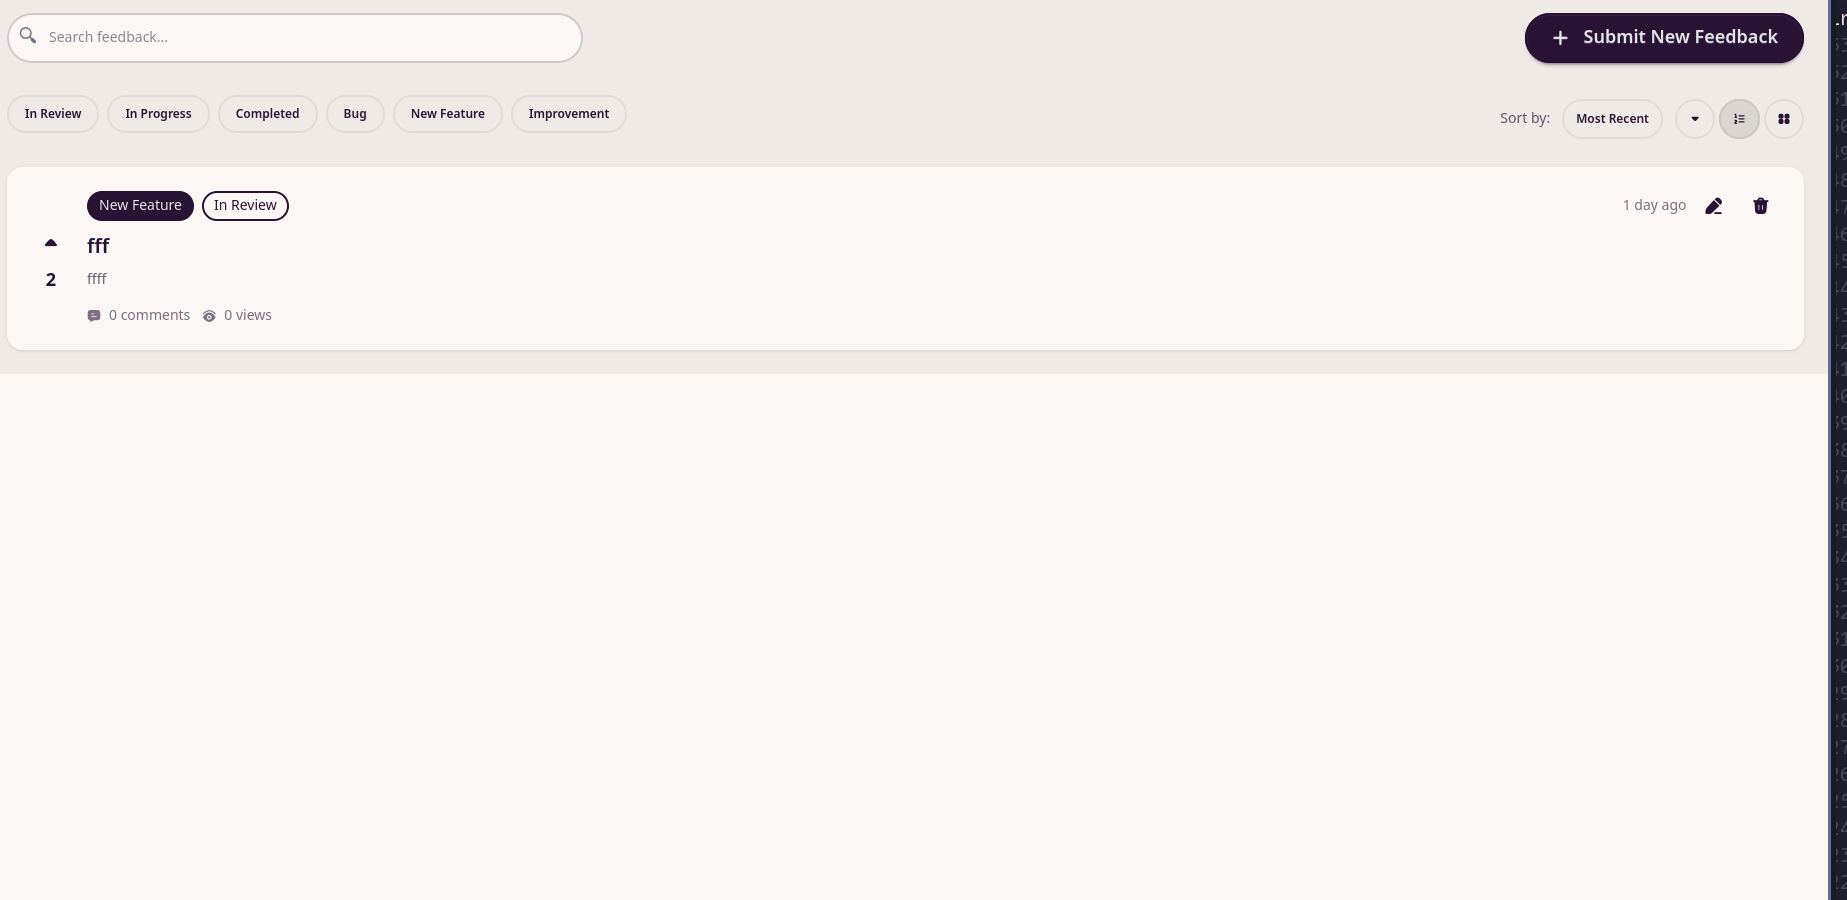 Search feedback...
Submit New Feedback
In Review
In Progress
Completed
Bug
New Feature
Improvement
Sort by:
Most Recent
New Feature
In Review
1 day ago
fff
2
ffff
0 comments
0 views